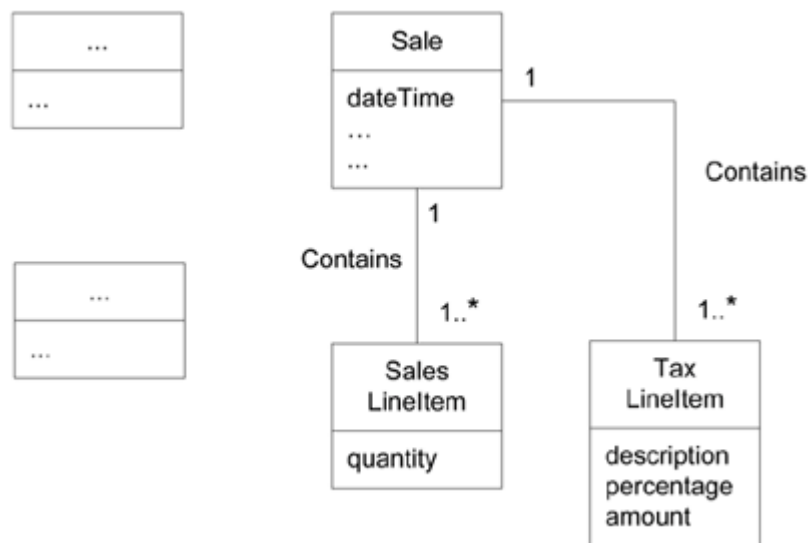 ...
...
Sale
dateTime
...
...
1
Contains
1
Contains
1..*
1..*
...
...
Sales
LineItem
quantity
Tax
LineItem
description
percentage
amount